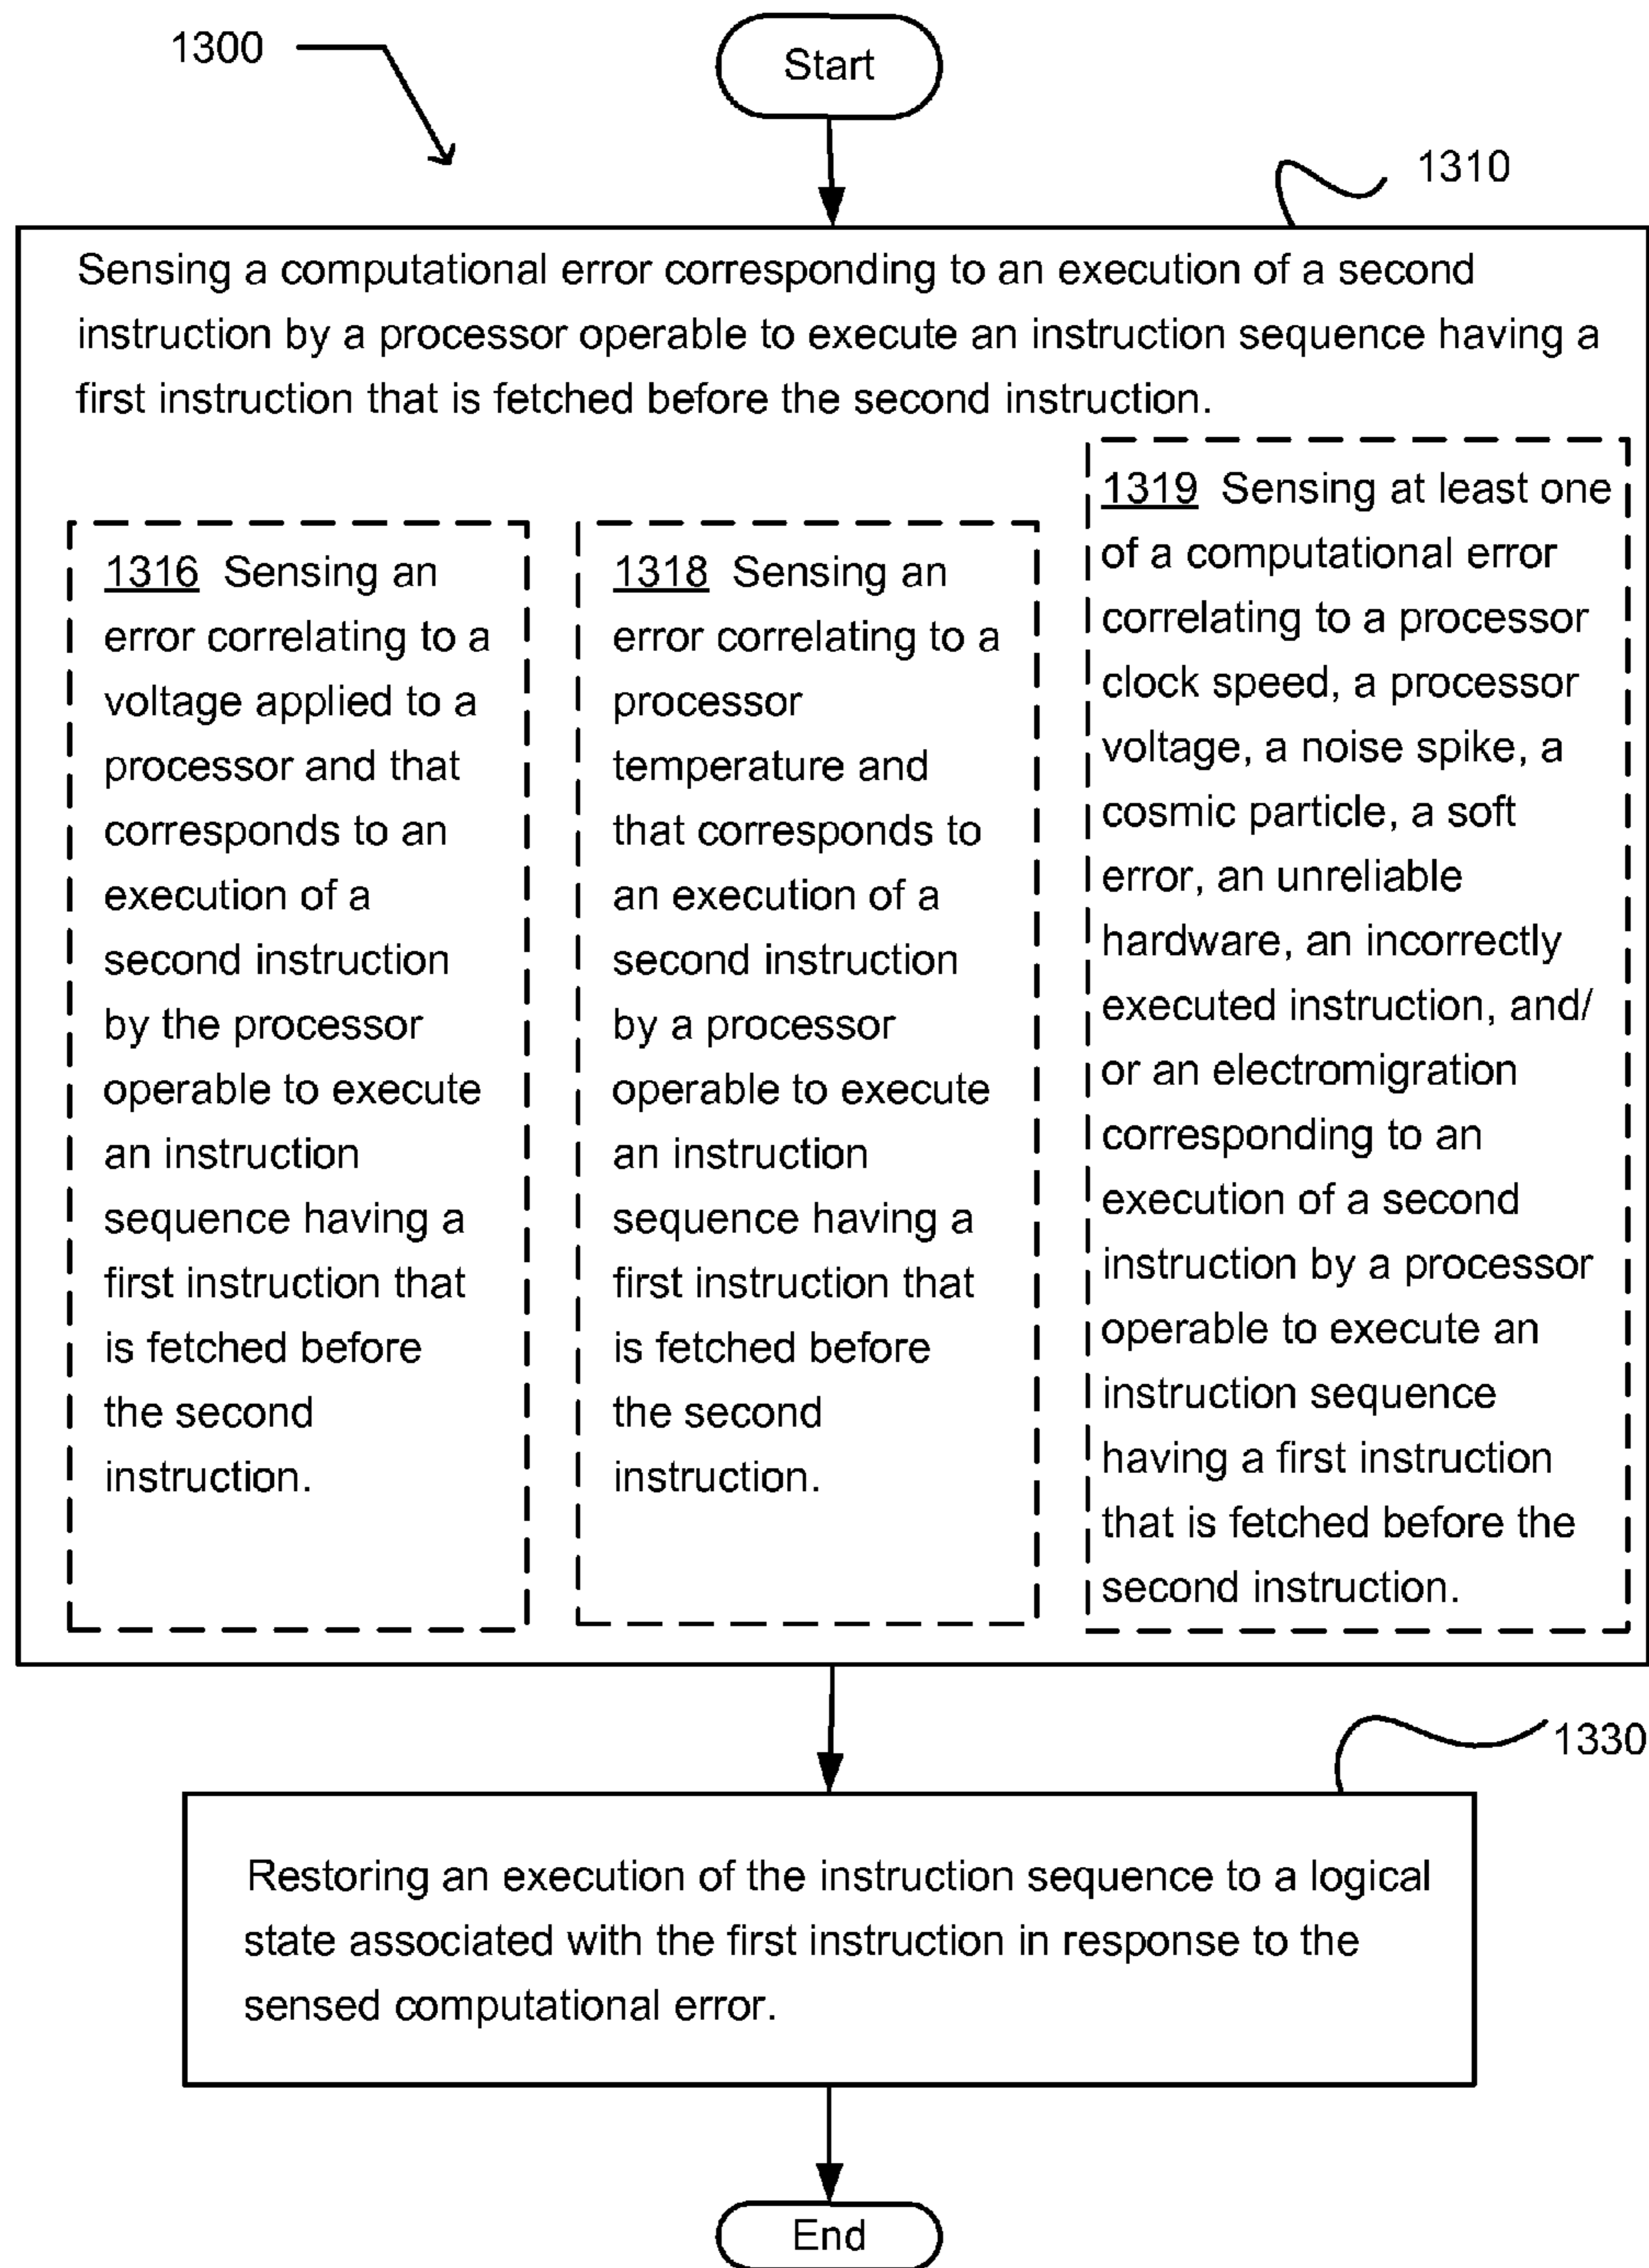 1300
Start
1310
Sensing a computational error corresponding to an execution of a second
instruction by a processor operable to execute an instruction sequence having a
first instruction that is fetched before the second instruction.
1316 Sensing an
error correlating to a
voltage applied to a
processor and that
corresponds to an
execution of a
second instruction
by the processor
operable to execute
an instruction
sequence having a
first instruction that
is fetched before
the second
instruction.
1318 Sensing an
error correlating to a
processor
temperature and
that corresponds to
an execution of a
second instruction
by a processor
operable to execute
an instruction
sequence having a
first instruction that
is fetched before
the second
instruction.
1319 Sensing at least one
of a computational error
correlating to a processor
clock speed, a processor
voltage, a noise spike, a
cosmic particle, a soft
error, an unreliable
hardware, an incorrectly
executed instruction, and/
or an electromigration
corresponding to an
execution of a second
instruction by a processor
operable to execute an
instruction sequence
having a first instruction
that is fetched before the
second instruction.
1330
Restoring an execution of the instruction sequence to a logical
state associated with the first instruction in response to the
sensed computational error.
End